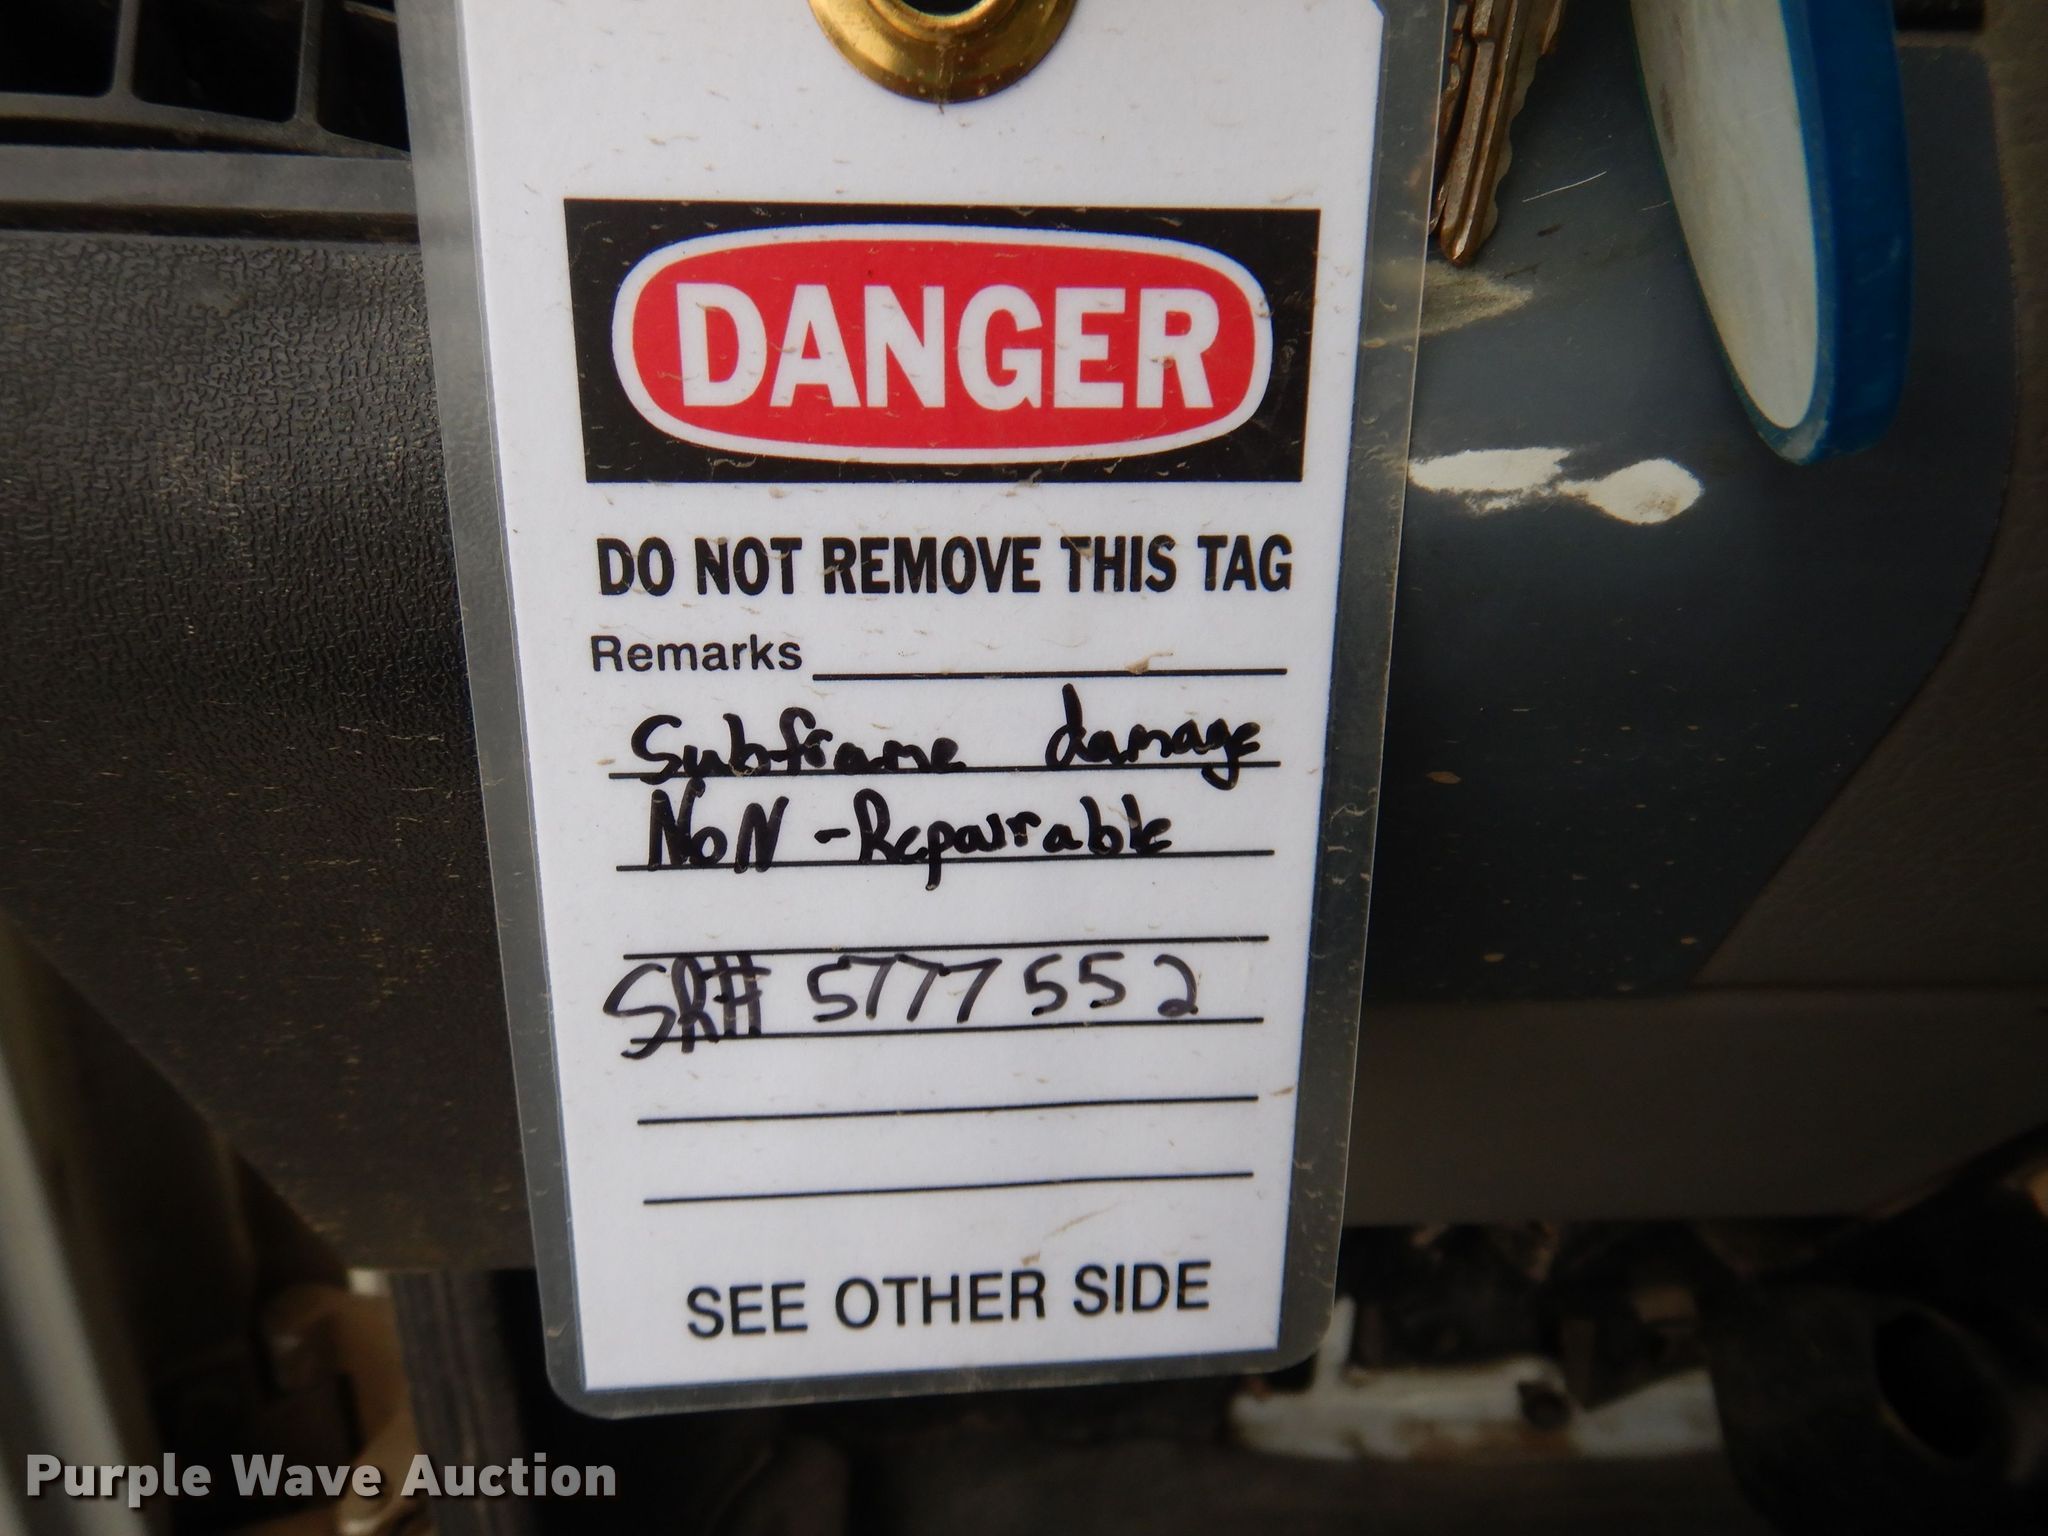 DANGER
DO NOT REMOVE THIS TAG
Remarks
Subframe damage
NoN-Repairable
SR# 5777552
SEE OTHER SIDE
Purple Wave Auction